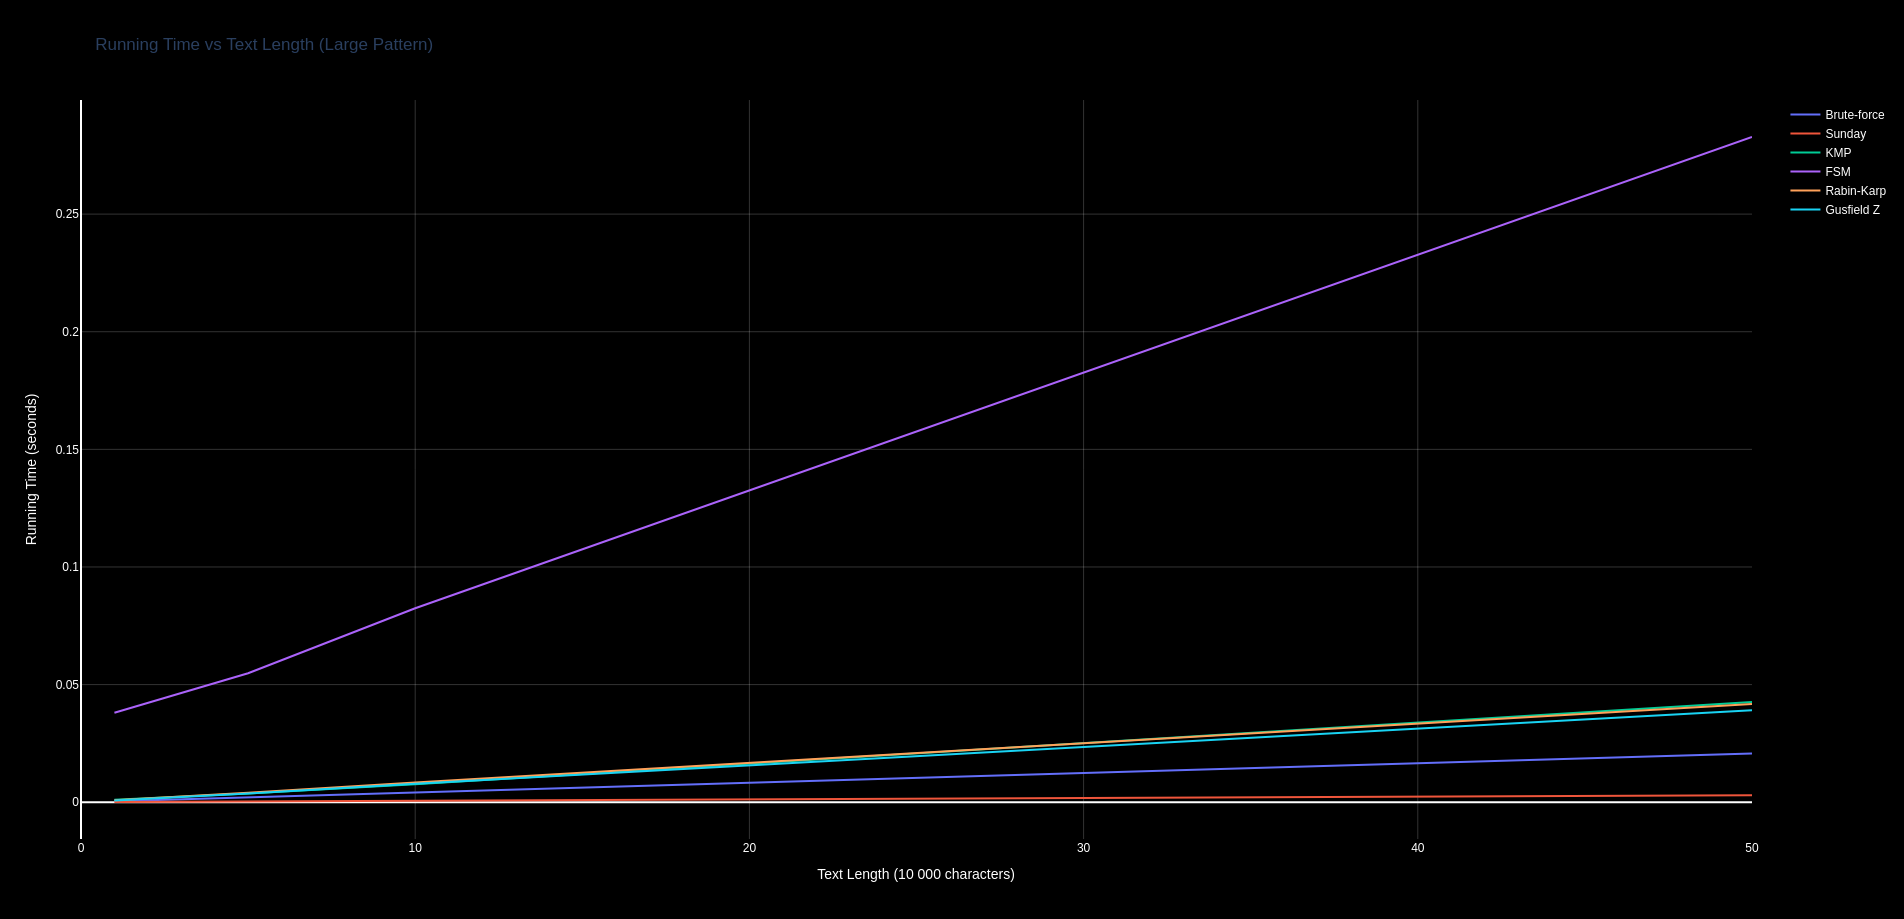 Running Time vs Text Length (Large Pattern)
Brute-force
Sunday
KMP
FSM
Rabin-Karp
Gusfield Z
0.25
0.2
0.15
0.1
0.05
0
Running Time (seconds)
0 10 20 30 40 50
Text Length (10 000 characters)